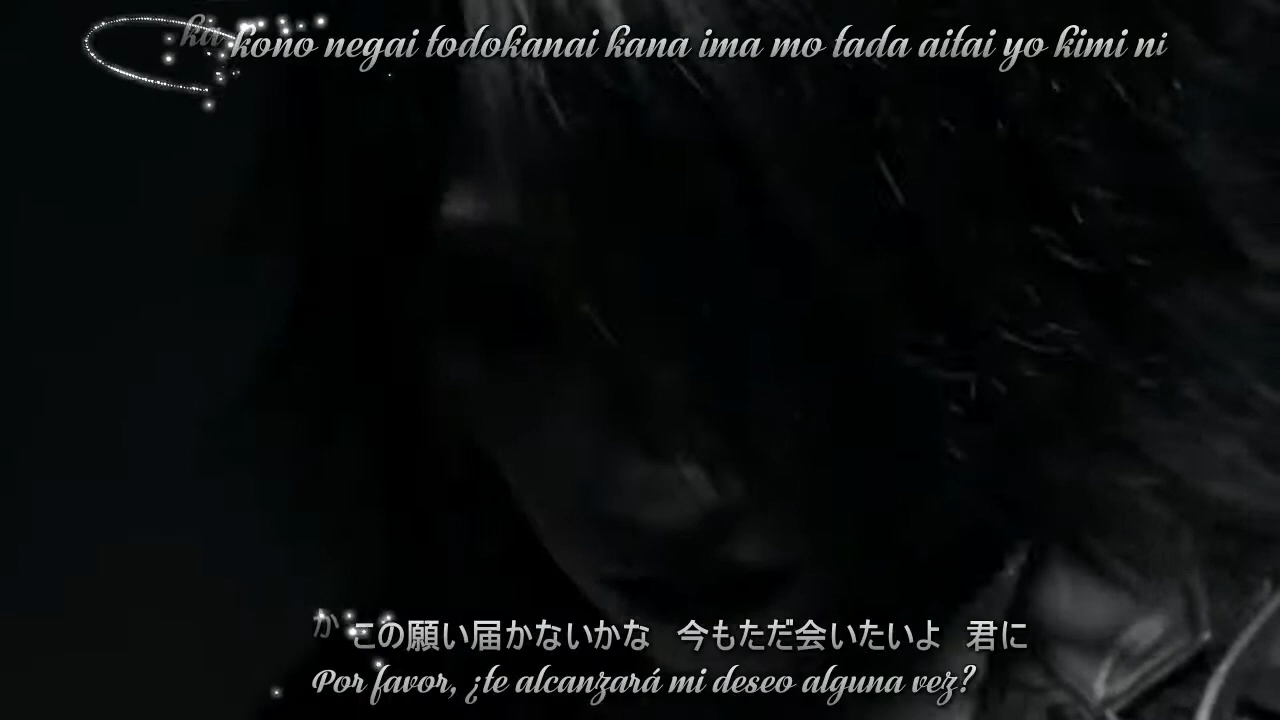 ka kono negai todokanai kana ima mo tada aitai yo kimi ni
か この願い届かないかな 今もただ会いたいよ 君に
Por favor, ¿te alcanzará mi deseo alguna vez?